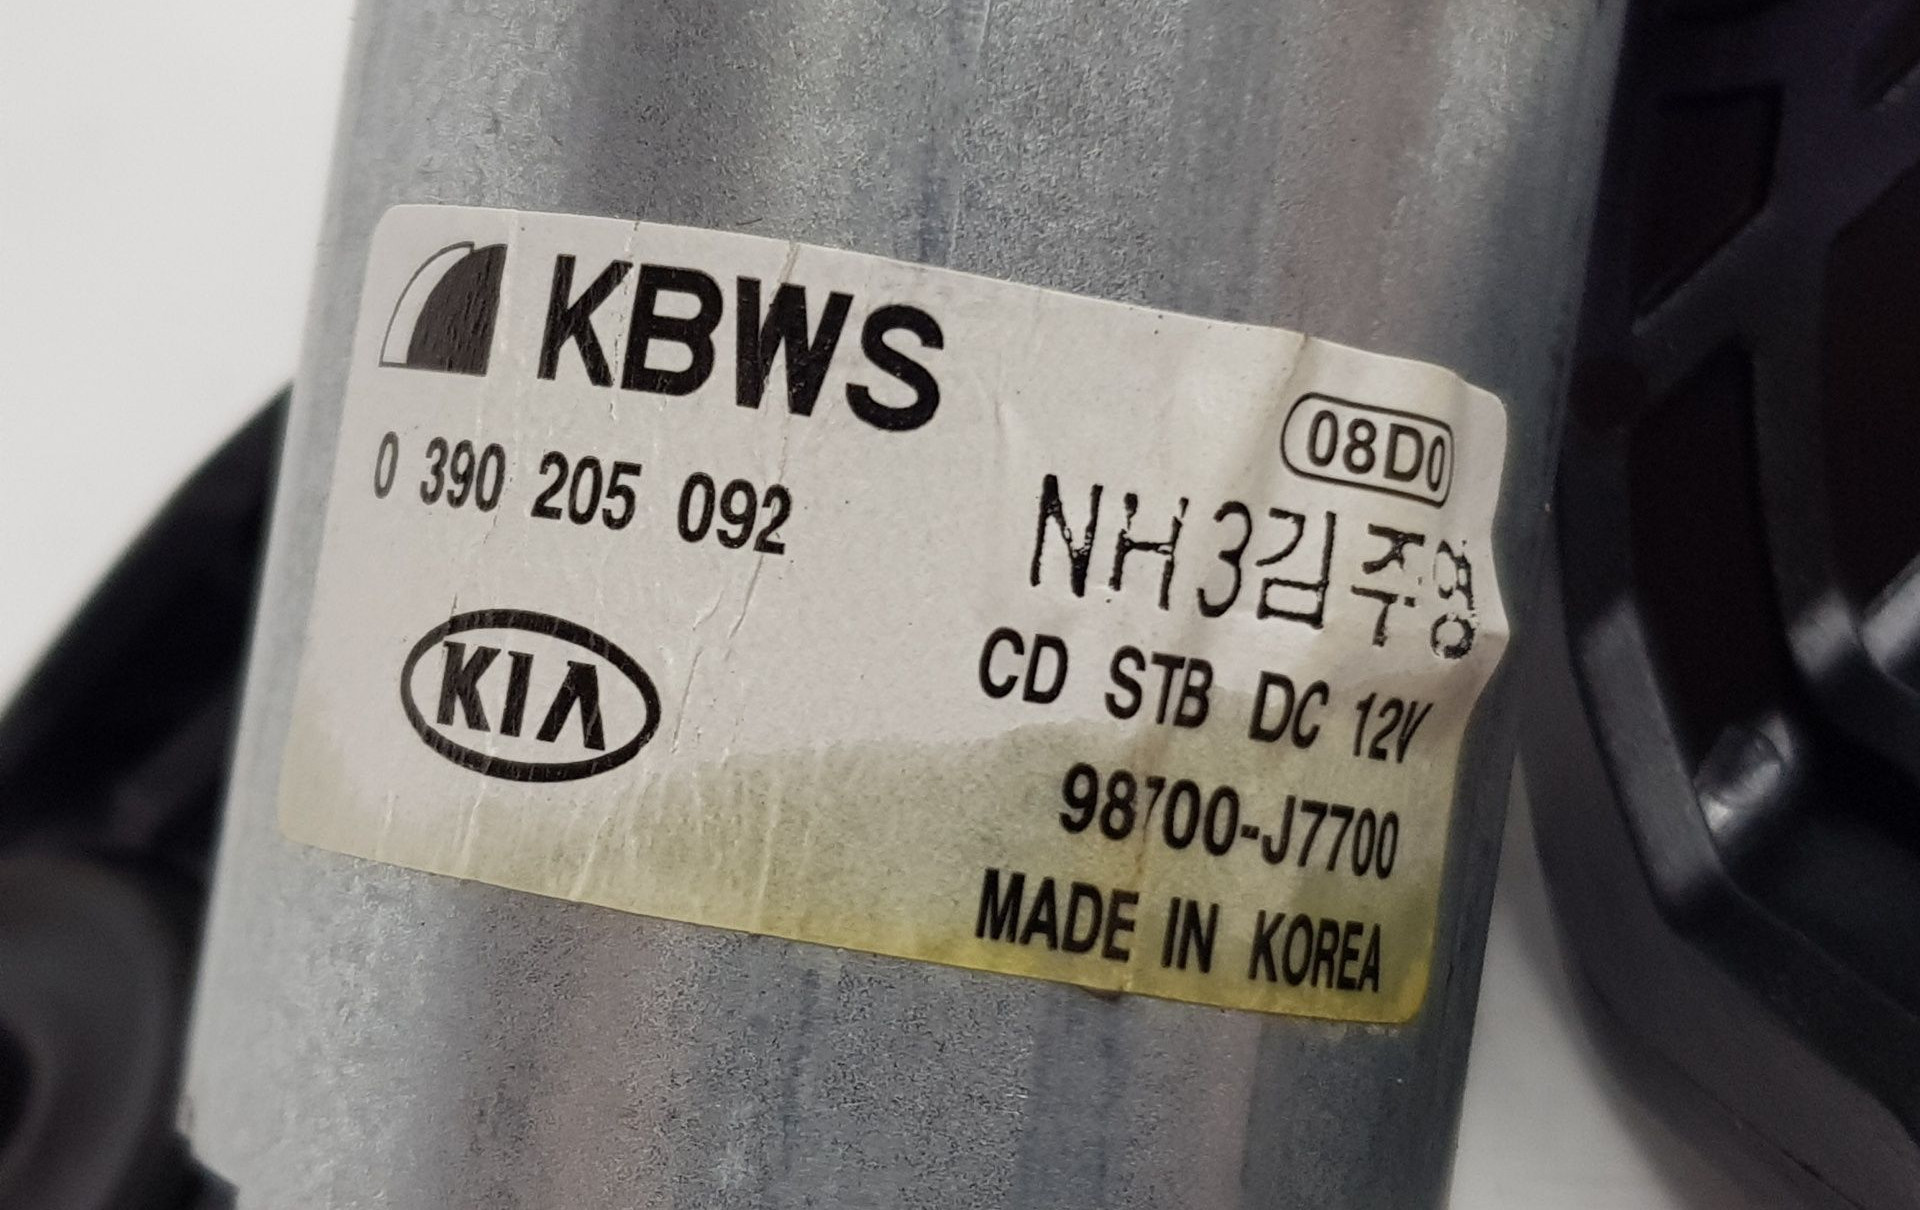 KBWS
08D0
0 390 205 092
NH3김주영
KIA
CD STB DC 12V
98700-J7700
MADE IN KOREA